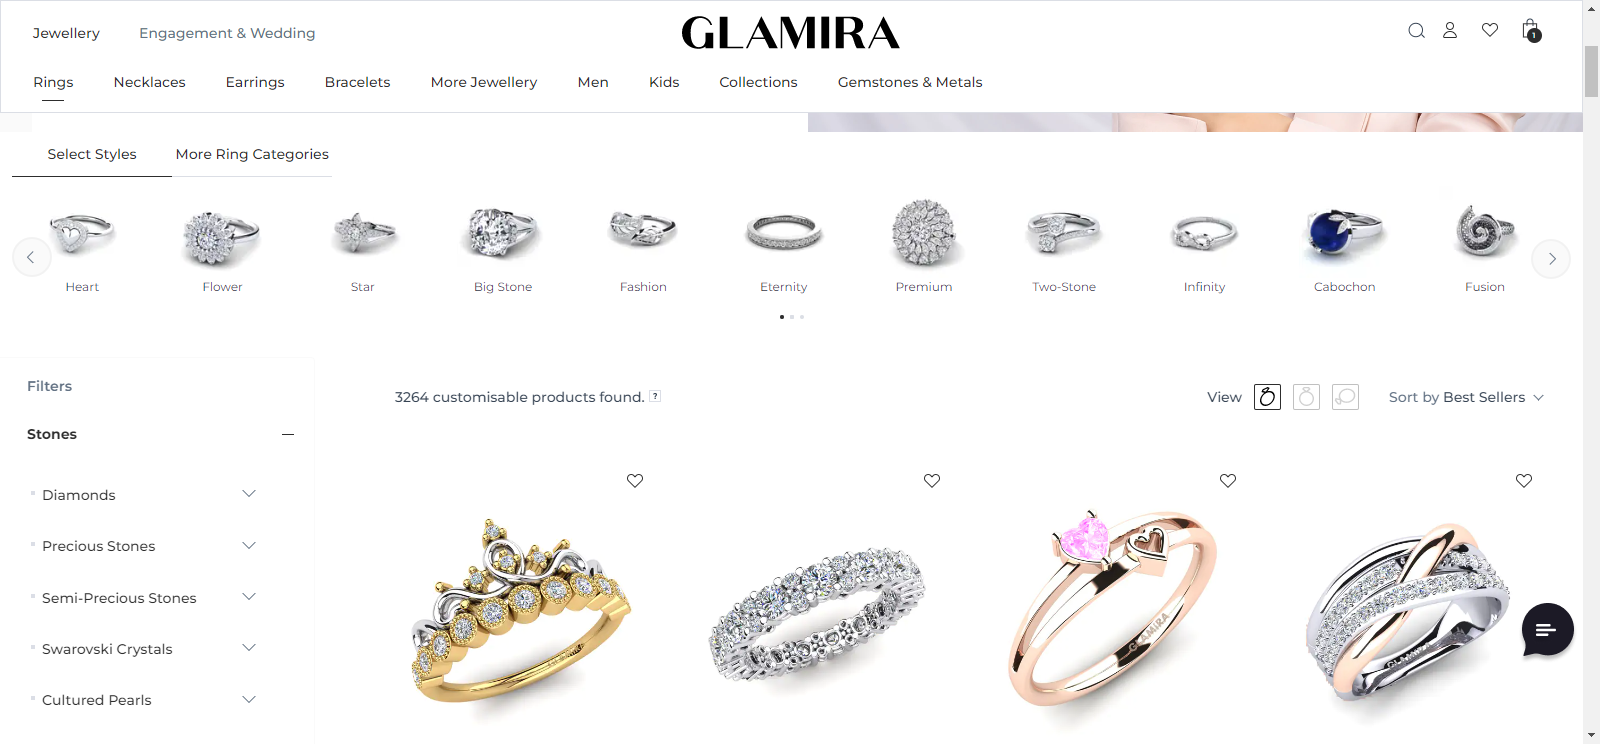 Jewellery
Engagement & Wedding
GLAMIRA
1
Rings
Necklaces
Earrings
Bracelets
More Jewellery
Men
Kids
Collections
Gemstones & Metals
Select Styles
More Ring Categories
Heart
Flower
Star
Big Stone
Fashion
Eternity
Premium
Two-Stone
Infinity
Cabochon
Fusion
Filters
3264 customisable products found. ?
View
Sort by Best Sellers
Stones
Diamonds
Precious Stones
Semi-Precious Stones
Swarovski Crystals
Cultured Pearls
GLAMIRA
GLAMIRA